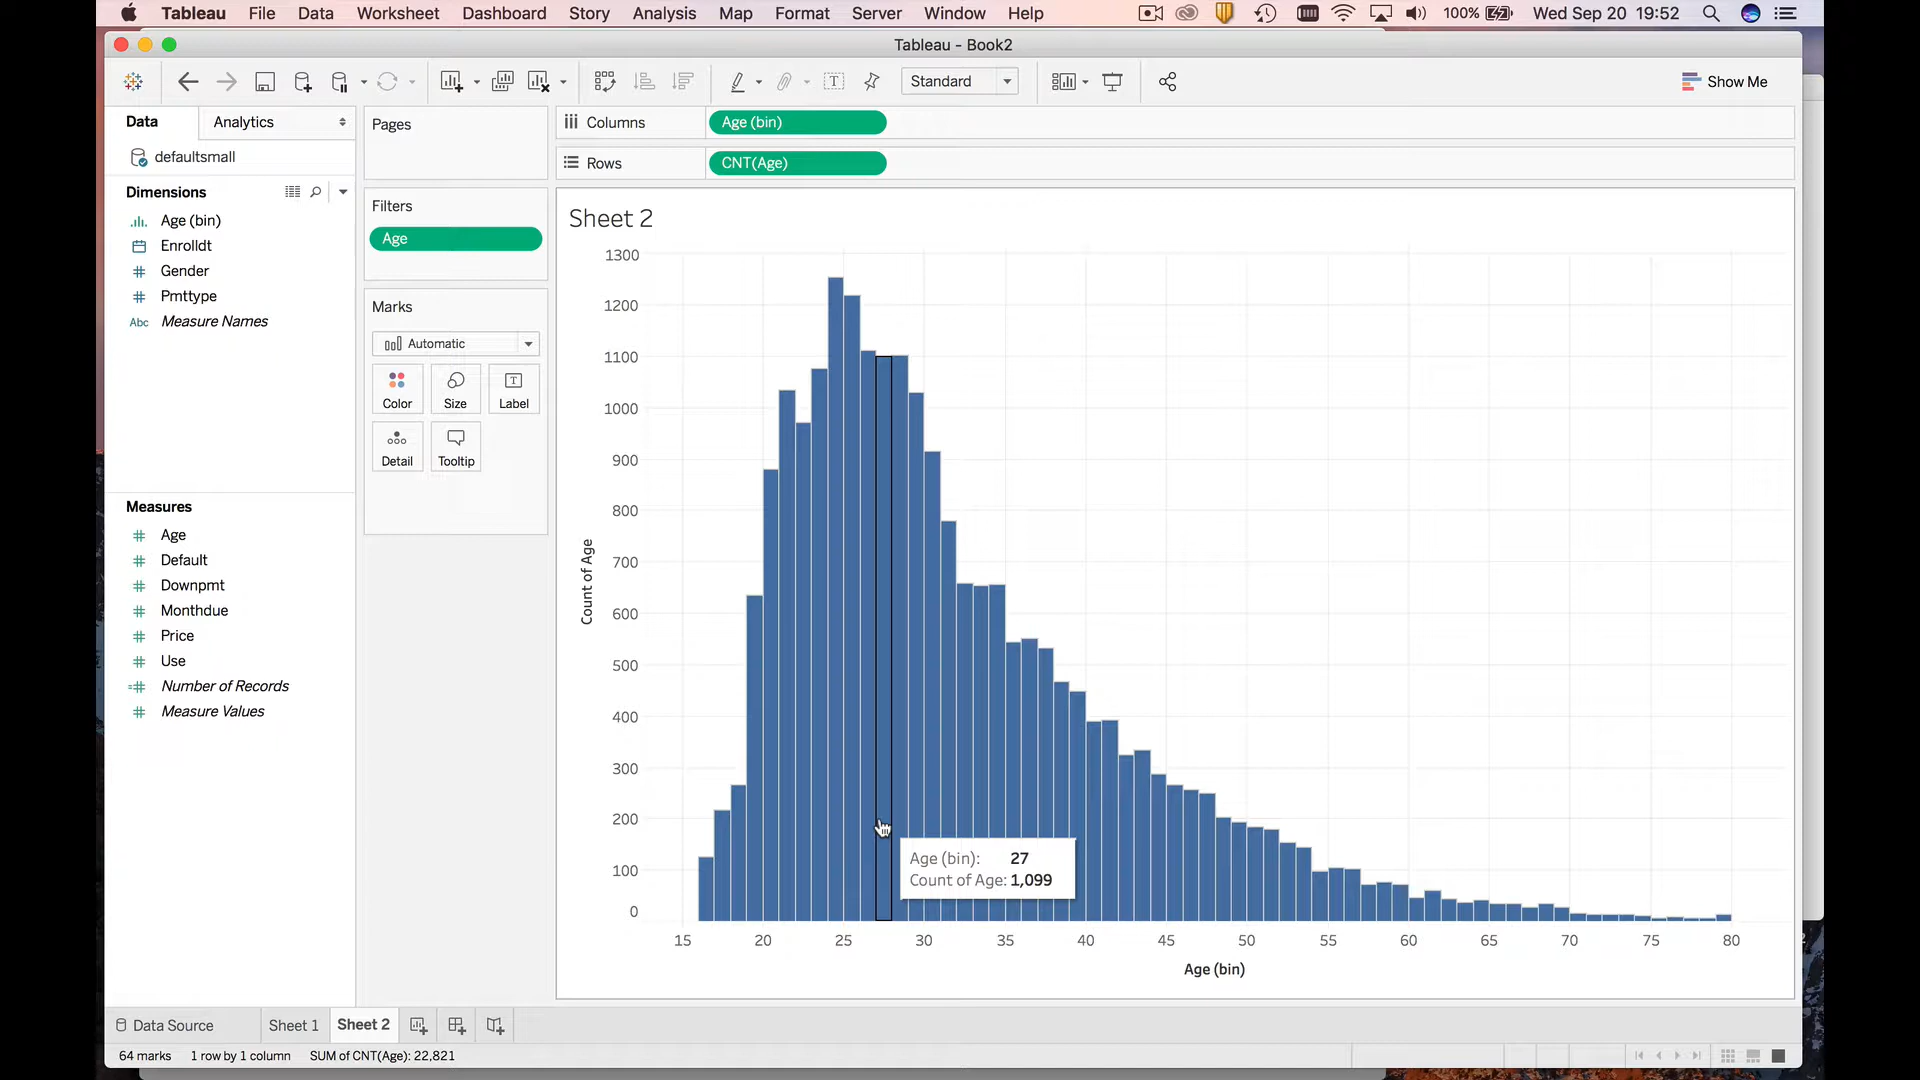 Tableau File Data Worksheet Dashboard Story Analysis Map Format Server Window Help 100% Wed Sep 20 19:52
Tableau - Book2
Standard Show Me
Data Analytics
defaultsmall
Dimensions
Age (bin)
Enrolldt
Gender
Pmttype
Abc Measure Names
Measures
Age
Default
Downpmt
Monthdue
Price
Use
Number of Records
Measure Values
Pages
Filters
Age
Marks
Automatic
Color Size Label
Detail Tooltip
Columns Age (bin)
Rows CNT(Age)
Sheet 2
1300
1200
1100
1000
900
800
700
600
500
400
300
200
100
0
Count of Age
Age (bin): 27
Count of Age: 1,099
15 20 25 30 35 40 45 50 55 60 65 70 75 80
Age (bin)
Data Source Sheet 1 Sheet 2
64 marks 1 row by 1 column SUM of CNT(Age): 22,821